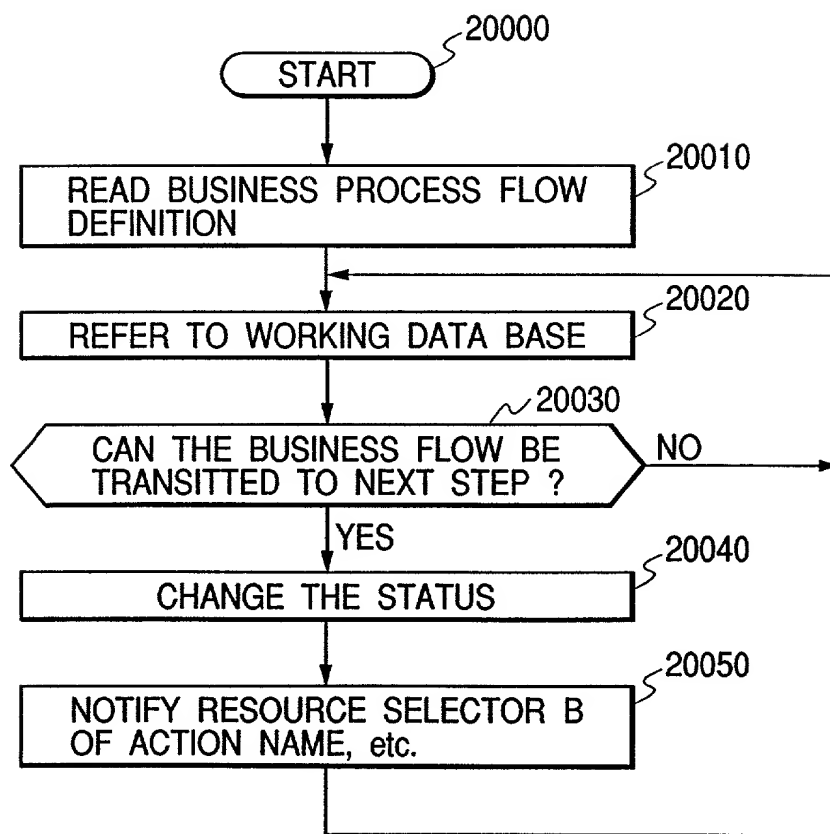 20000
START
20010
READ BUSINESS PROCESS FLOW
DEFINITION
20020
REFER TO WORKING DATA BASE
20030
CAN THE BUSINESS FLOW BE
TRANSITTED TO NEXT STEP ?
NO
YES
20040
CHANGE THE STATUS
20050
NOTIFY RESOURCE SELECTOR B
OF ACTION NAME, etc.